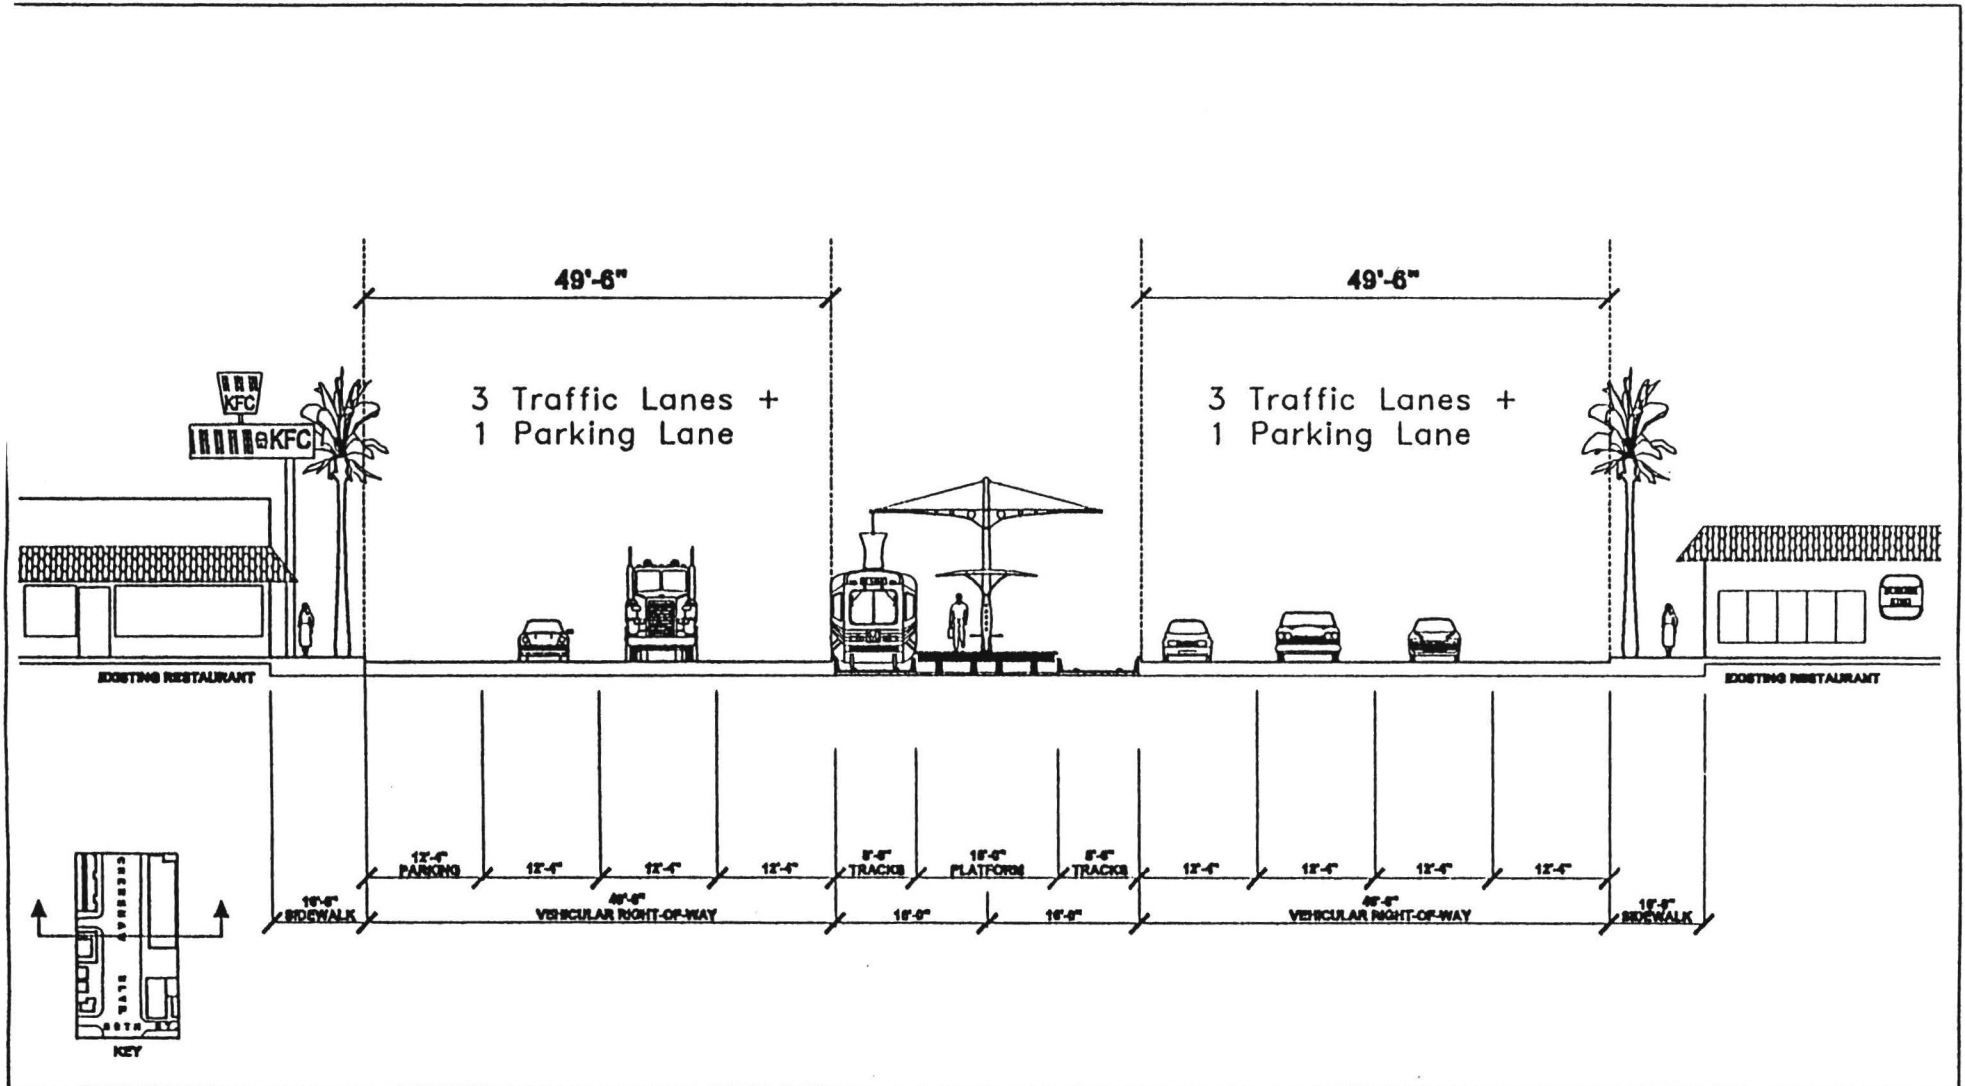 49'-6"
49'-6"
3 Traffic Lanes +
1 Parking Lane
3 Traffic Lanes +
1 Parking Lane
KFC
KFC
EXISTING RESTAURANT
EXISTING RESTAURANT
PARKING
12'-4"
12'-4"
12'-4"
TRACKS
PLATFORM
TRACKS
12'-4"
12'-4"
12'-4"
12'-4"
SIDEWALK
VEHICULAR RIGHT-OF-WAY
VEHICULAR RIGHT-OF-WAY
SIDEWALK
CRENSHAW BLVD
KEY